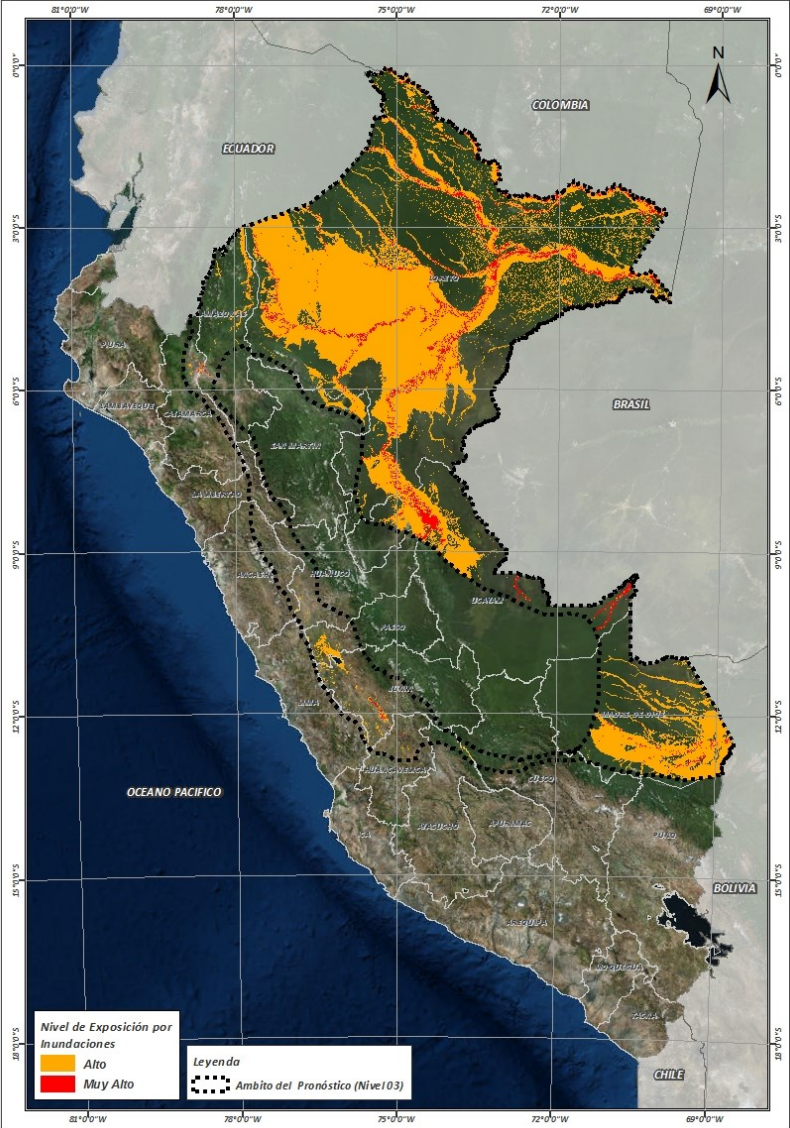 81°0'0"W 78°0'0"W 75°0'0"W 72°0'0"W 69°0'0"W
N
0°0'0" 0°0'0"
COLOMBIA
ECUADOR
3°0'0"S 3°0'0"S
LORETO
AMAZONAS
PIURA
6°0'0"S 6°0'0"S
LAMBAYEQUE
BRASIL
CAJAMARCA
SAN MARTIN
LA LIBERTAD
9°0'0"S 9°0'0"S
ANCASH
HUANUCO
UCAYALI
PASCO
JUNIN
LIMA
MADRE DE DIOS
12°0'0"S 12°0'0"S
HUANCAVELICA
CUSCO
OCEANO PACIFICO
ICA
AYACUCHO
APURIMAC
PUNO
15°0'0"S 15°0'0"S
BOLIVIA
AREQUIPA
MOQUEGUA
TACNA
18°0'0"S 18°0'0"S
Nivel de Exposición por
Inundaciones
Alto
Muy Alto
Leyenda
Ambito del Pronóstico (Nivel 03)
CHILE
81°0'0"W 78°0'0"W 75°0'0"W 72°0'0"W 69°0'0"W